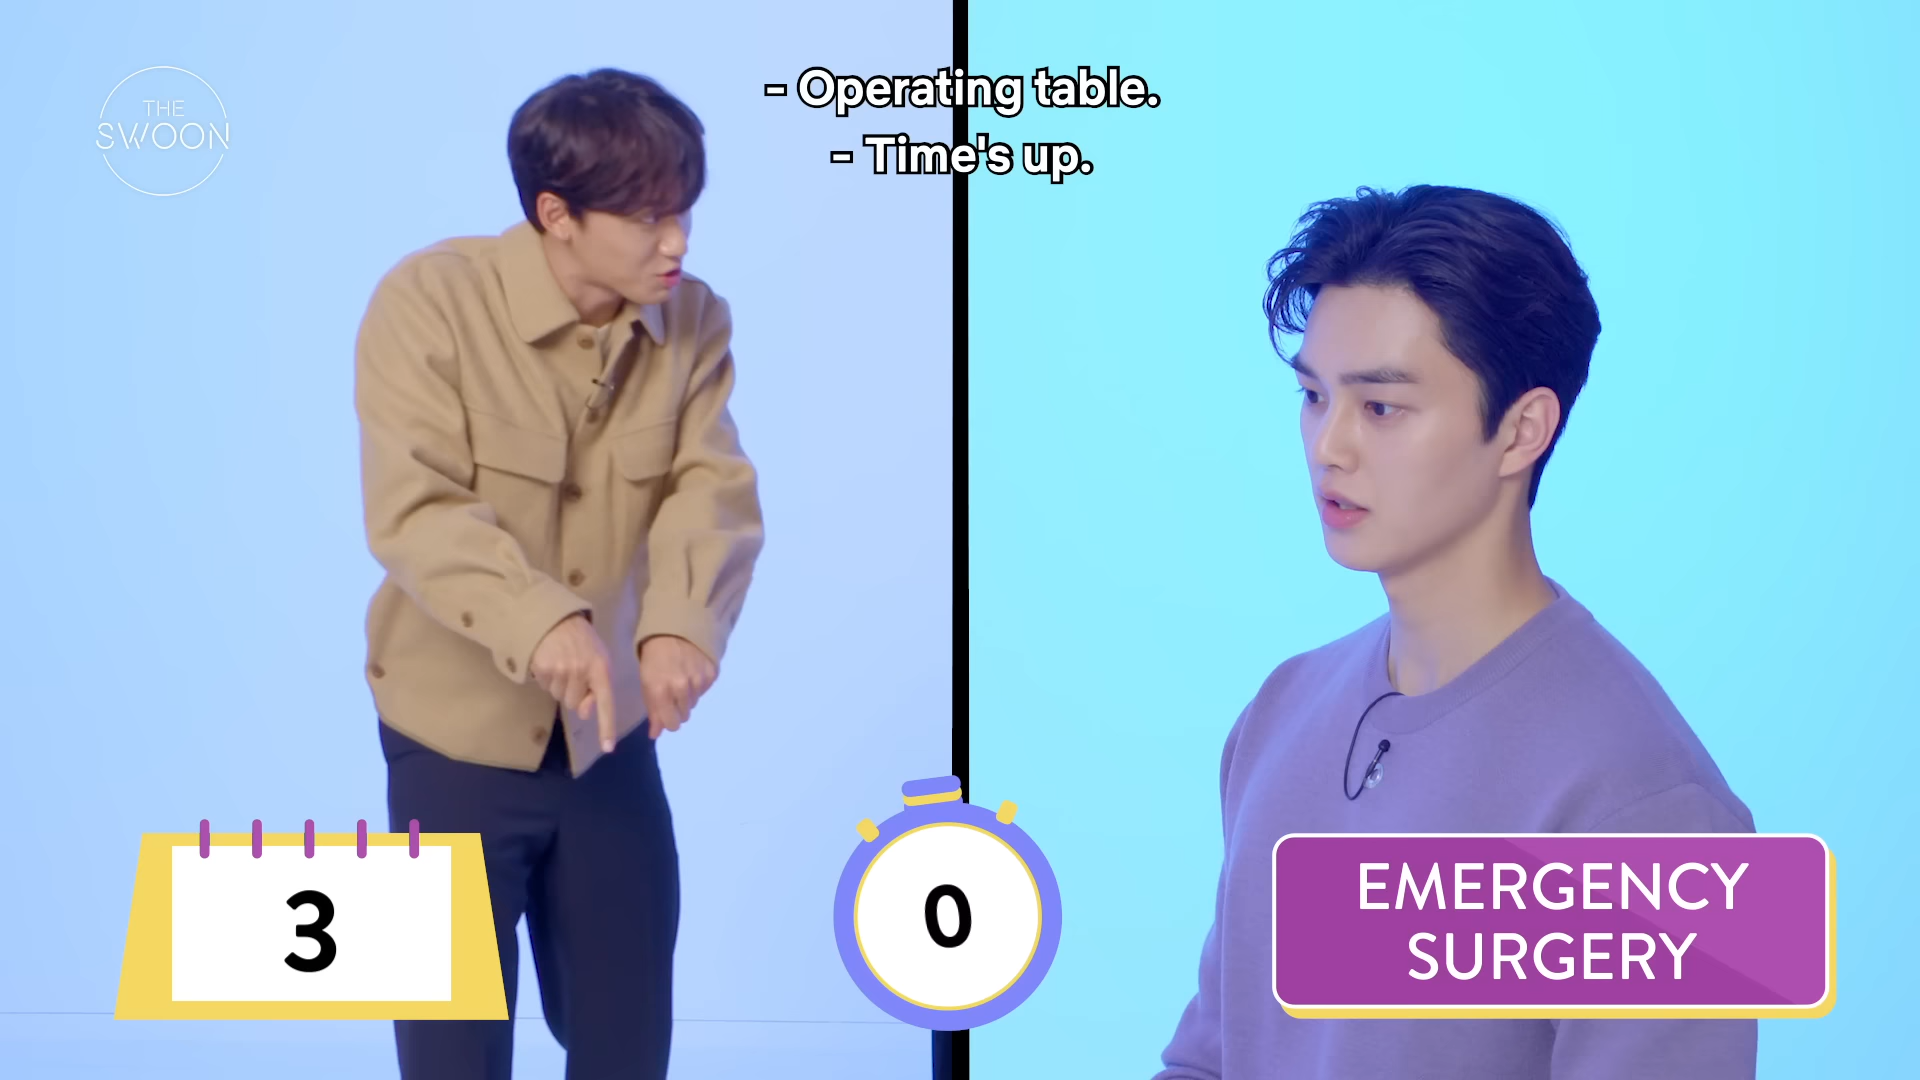 THE
SWOON
- Operating table.
- Time's up.
3
0
EMERGENCY
SURGERY